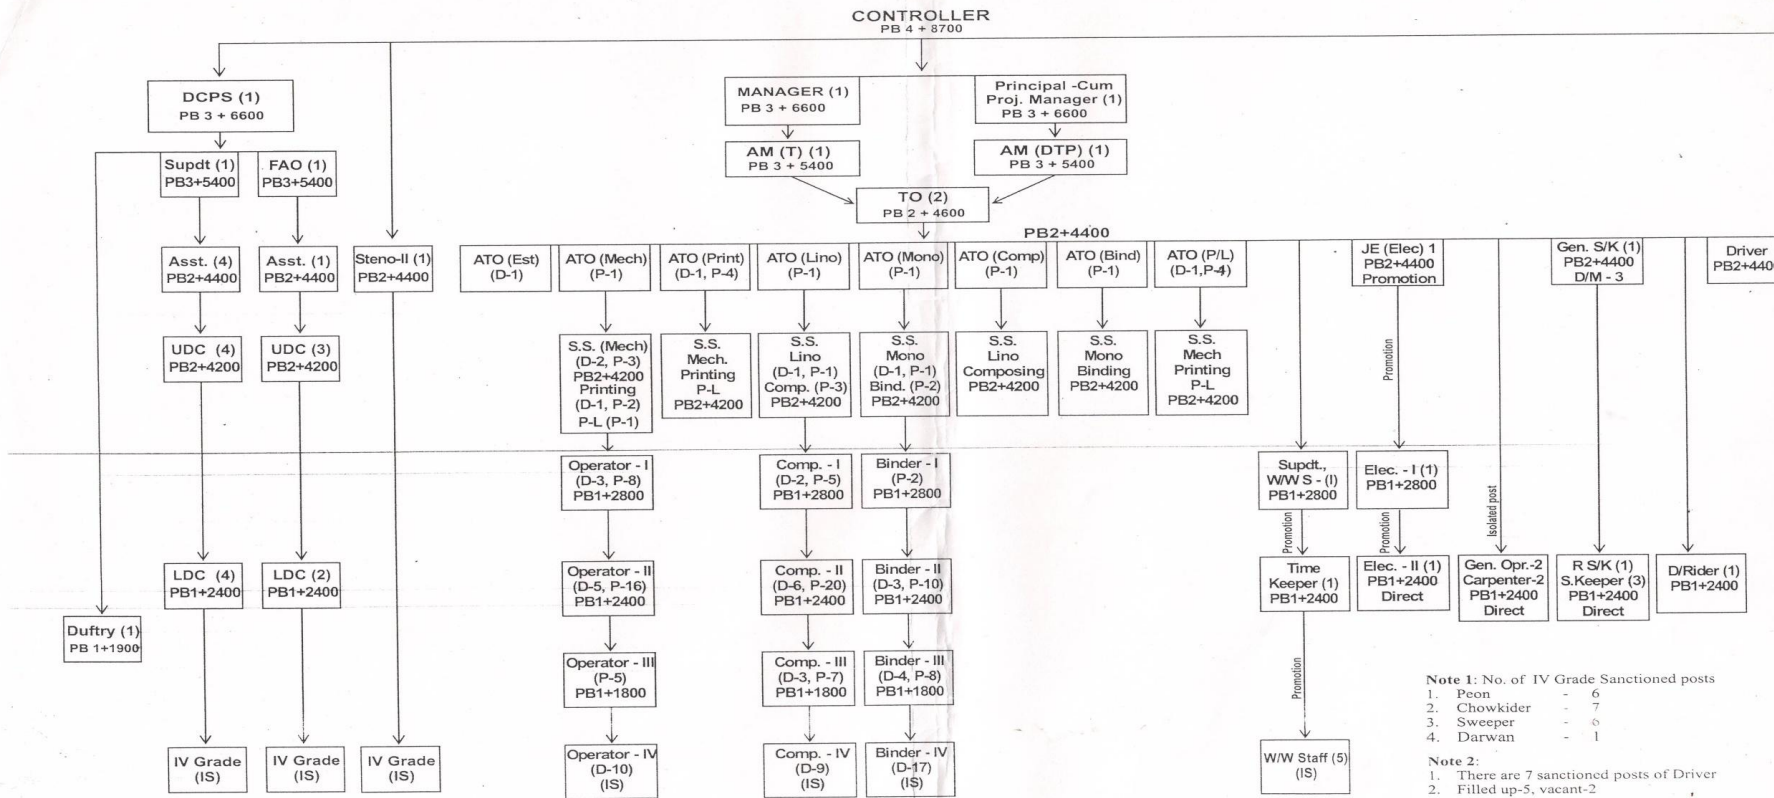 CONTROLLER
PB 4 + 8700
DCPS (1)
PB 3 + 6600
MANAGER (1)
PB 3 + 6600
Principal -Cum
Proj. Manager (1)
PB 3 + 6600
Supdt (1)
PB3+5400
FAO (1)
PB3+5400
AM (T) (1)
PB 3 + 5400
AM (DTP) (1)
PB 3 + 5400
TO (2)
PB 2 + 4600
PB2+4400
Asst. (4)
PB2+4400
Asst. (1)
PB2+4400
Steno-II (1)
PB2+4400
ATO (Est)
(D-1)
ATO (Mech)
(P-1)
ATO (Print)
(D-1, P-4)
ATO (Lino)
(P-1)
ATO (Mono)
(P-1)
ATO (Comp)
(P-1)
ATO (Bind)
(P-1)
ATO (P/L)
(D-1,P-4)
JE (Elec) 1
PB2+4400
Promotion
Gen. S/K (1)
PB2+4400
D/M - 3
Driver
PB2+440
UDC (4)
PB2+4200
UDC (3)
PB2+4200
S.S. (Mech)
(D-2, P-3)
PB2+4200
Printing
(D-1, P-2)
P-L (P-1)
S.S.
Mech.
Printing
P-L
PB2+4200
S.S.
Lino
(D-1, P-1)
Comp. (P-3)
PB2+4200
S.S.
Mono
(D-1, P-1)
Bind. (P-2)
PB2+4200
S.S.
Lino
Composing
PB2+4200
S.S.
Mono
Binding
PB2+4200
S.S.
Mech
Printing
P-L
PB2+4200
Promotion
Operator - I
(D-3, P-8)
PB1+2800
Comp. - I
(D-2, P-5)
PB1+2800
Binder - I
(P-2)
PB1+2800
Supdt.,
W/W S - (I)
PB1+2800
Elec. - I (1)
PB1+2800
Isolated post
Promotion
Promotion
LDC (4)
PB1+2400
LDC (2)
PB1+2400
Operator - II
(D-5, P-16)
PB1+2400
Comp. - II
(D-6, P-20)
PB1+2400
Binder - II
(D-3, P-10)
PB1+2400
Time
Keeper (1)
PB1+2400
Elec. - II (1)
PB1+2400
Direct
Gen. Opr.-2
Carpenter-2
PB1+2400
Direct
R S/K (1)
S.Keeper (3)
PB1+2400
Direct
D/Rider (1)
PB1+2400
Duftry (1)
PB 1+1900
Operator - III
(P-5)
PB1+1800
Comp. - III
(D-3, P-7)
PB1+1800
Binder - III
(D-4, P-8)
PB1+1800
Promotion
IV Grade
(IS)
IV Grade
(IS)
IV Grade
(IS)
Operator - IV
(D-10)
(IS)
Comp. - IV
(D-9)
(IS)
Binder - IV
(D-17)
(IS)
W/W Staff (5)
(IS)
Note 1: No. of IV Grade Sanctioned posts
1. Peon - 6
2. Chowkider - 7
3. Sweeper - 6
4. Darwan - 1
Note 2:
1. There are 7 sanctioned posts of Driver
2. Filled up-5, vacant-2